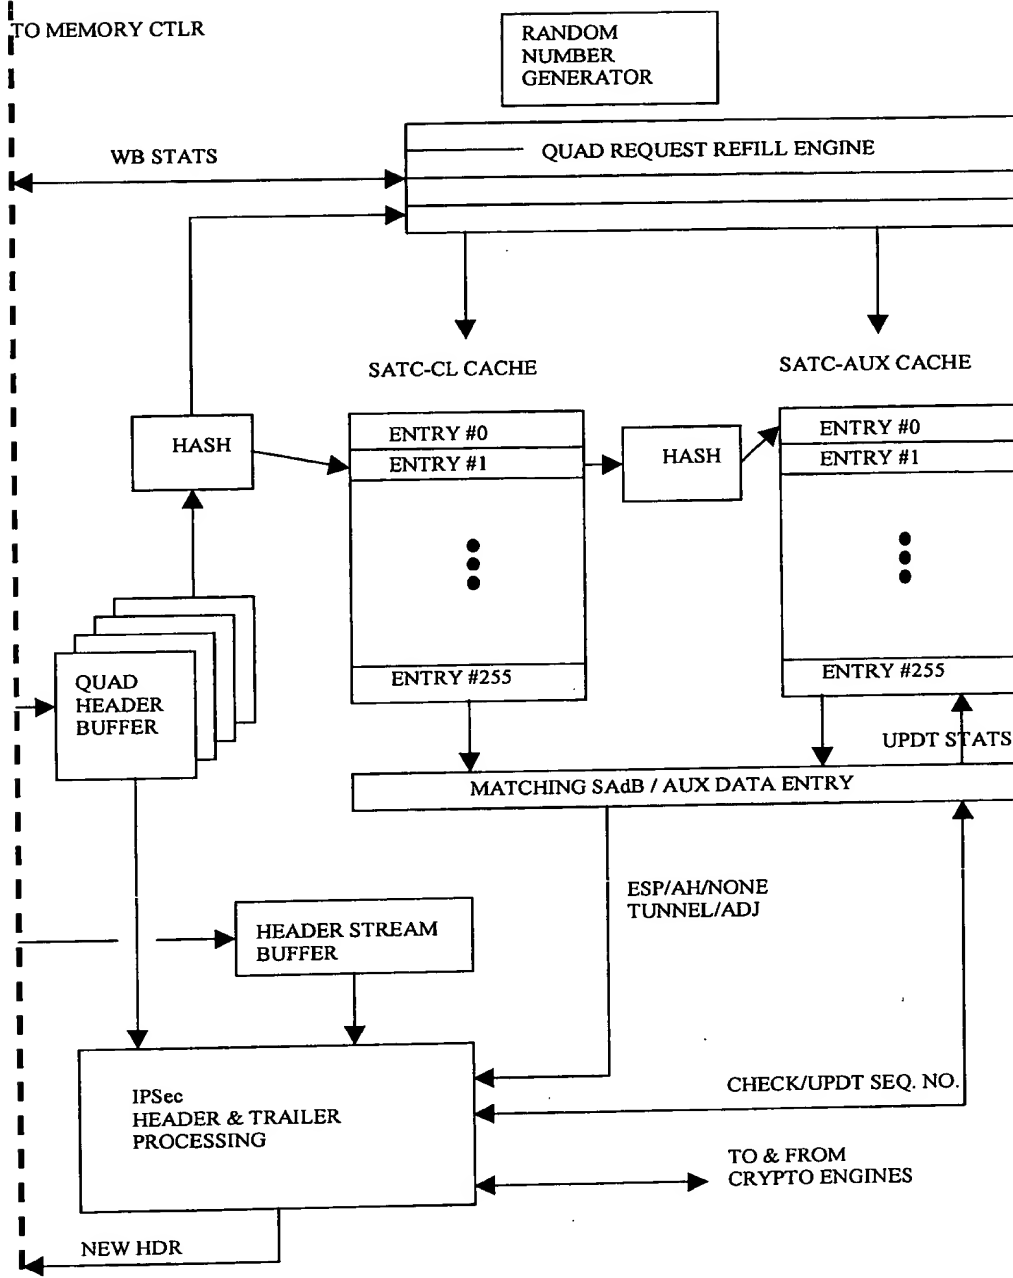 TO MEMORY CTLR
RANDOM
NUMBER
GENERATOR
WB STATS
QUAD REQUEST REFILL ENGINE
SATC-CL CACHE
SATC-AUX CACHE
HASH
ENTRY #0
ENTRY #1
HASH
ENTRY #0
ENTRY #1
ENTRY #255
ENTRY #255
QUAD
HEADER
BUFFER
UPDT STATS
MATCHING SAdB / AUX DATA ENTRY
ESP/AH/NONE
TUNNEL/ADJ
HEADER STREAM
BUFFER
IPSec
HEADER & TRAILER
PROCESSING
CHECK/UPDT SEQ. NO.
TO & FROM
CRYPTO ENGINES
NEW HDR